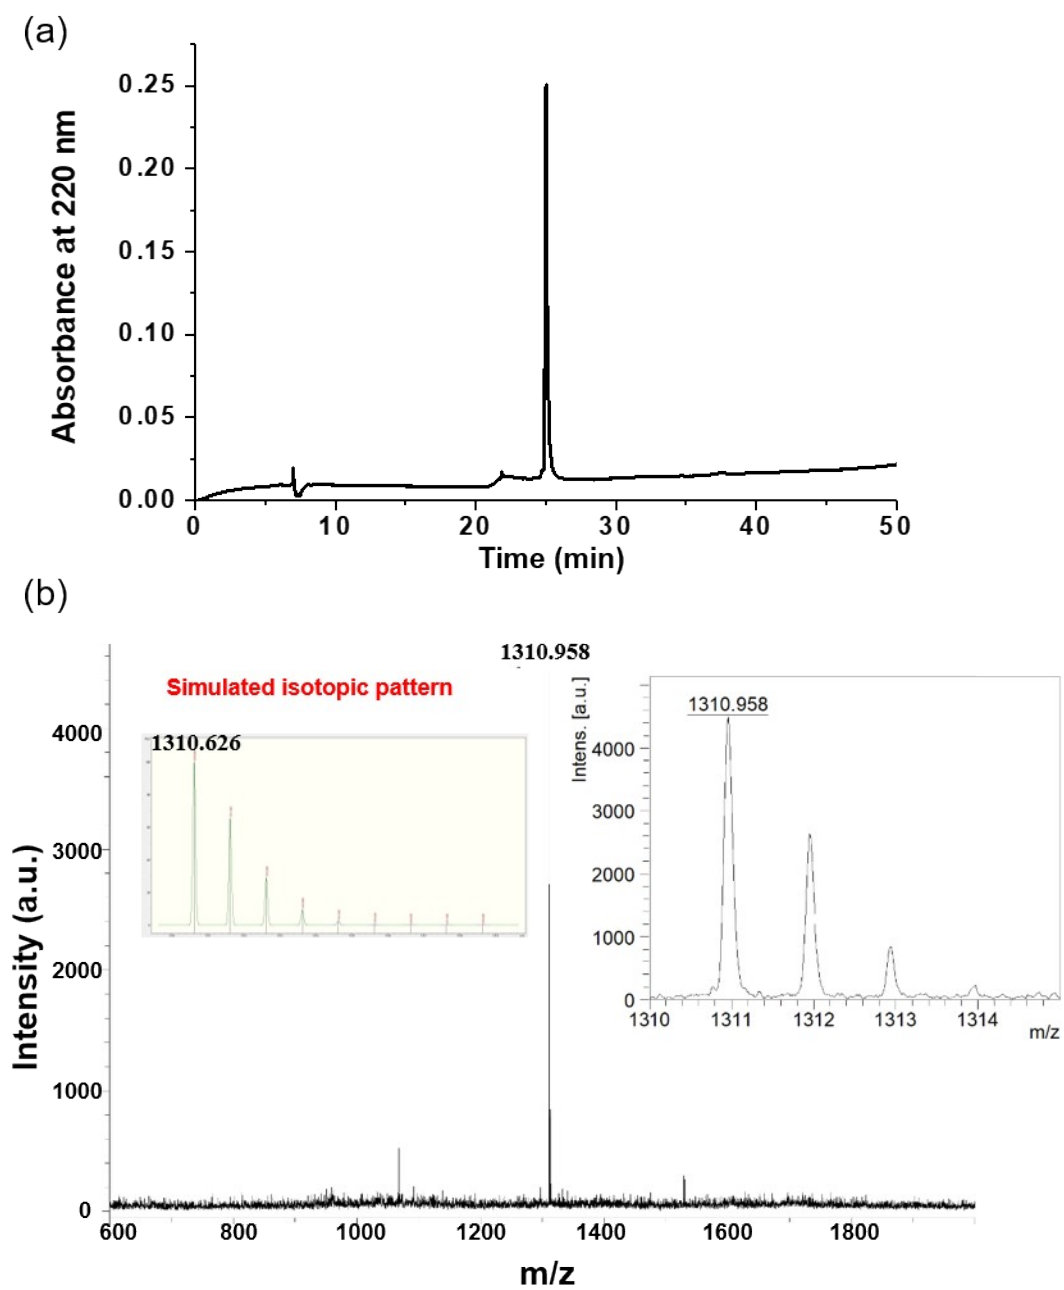 (a)
Absorbance at 220 nm
0.25
0.20
0.15
0.10
0.05
0.00
0 10 20 30 40 50
Time (min)
(b)
1310.958
Simulated isotopic pattern
1310.626
Intens. [a.u.]
1310.958
4000
3000
2000
1000
0
1310 1311 1312 1313 1314
m/z
Intensity (a.u.)
4000
3000
2000
1000
0
600 800 1000 1200 1400 1600 1800
m/z